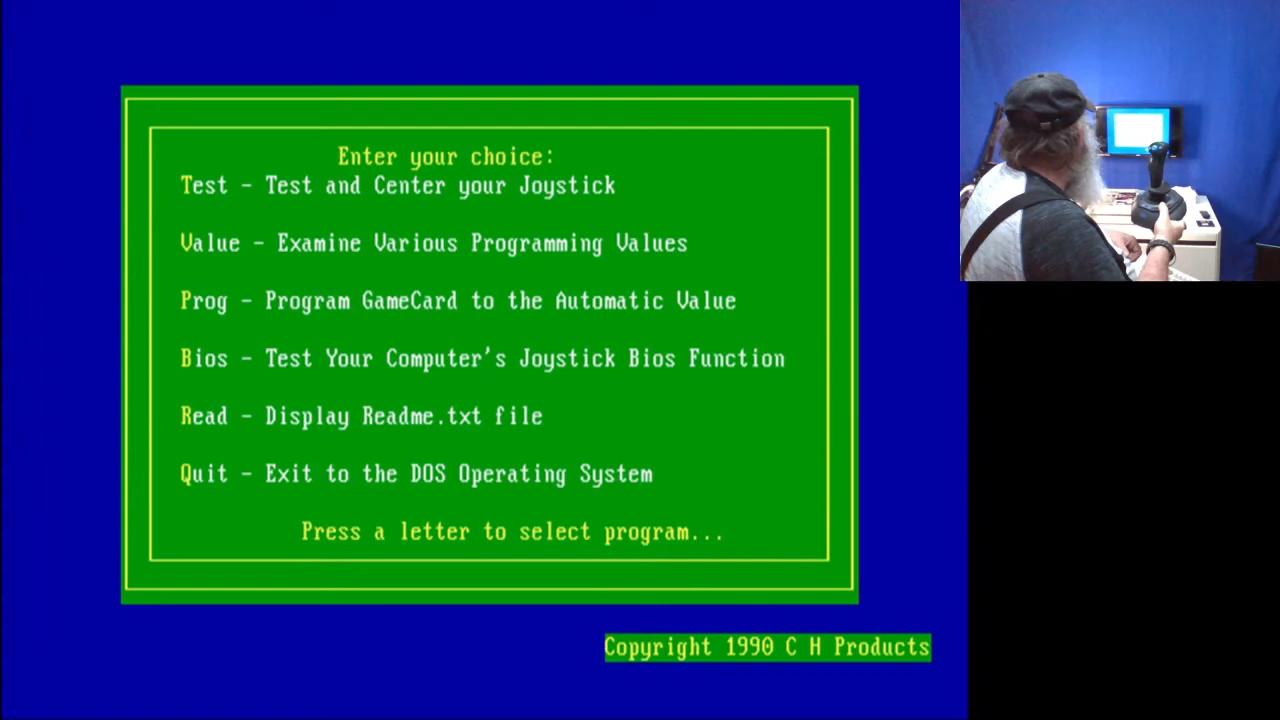 Enter your choice:
Test - Test and Center your Joystick
Value - Examine Various Programming Values
Prog - Program GameCard to the Automatic Value
Bios - Test Your Computer's Joystick Bios Function
Read - Display Readme.txt file
Quit - Exit to the DOS Operating System
Press a letter to select program...
Copyright 1990 C H Products